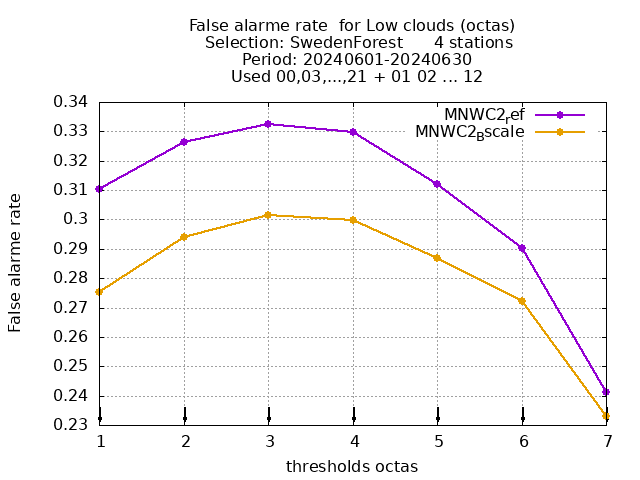 False alarme rate  for Low clouds (octas)
Selection: SwedenForest      4 stations
Period: 20240601-20240630
Used 00,03,...,21 + 01 02 ... 12
MNWC2_ref
MNWC2_Bscale
0.34
0.33
0.32
0.31
0.3
0.29
0.28
0.27
0.26
0.25
0.24
0.23
False alarme rate
1 2 3 4 5 6 7
thresholds octas